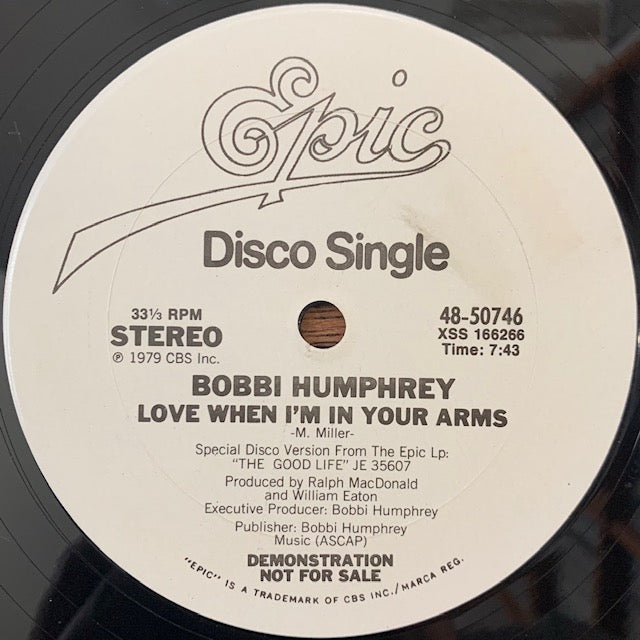 Epic
Disco Single
33⅓ RPM
STEREO
℗ 1979 CBS Inc.
48-50746
XSS 166266
Time: 7:43
BOBBI HUMPHREY
LOVE WHEN I'M IN YOUR ARMS
-M. Miller-
Special Disco Version From The Epic Lp:
"THE GOOD LIFE" JE 35607
Produced by Ralph MacDonald
and William Eaton
Executive Producer: Bobbi Humphrey
Publisher: Bobbi Humphrey
Music (ASCAP)
DEMONSTRATION
NOT FOR SALE
"EPIC" IS A TRADEMARK OF CBS INC./MARCA REG.